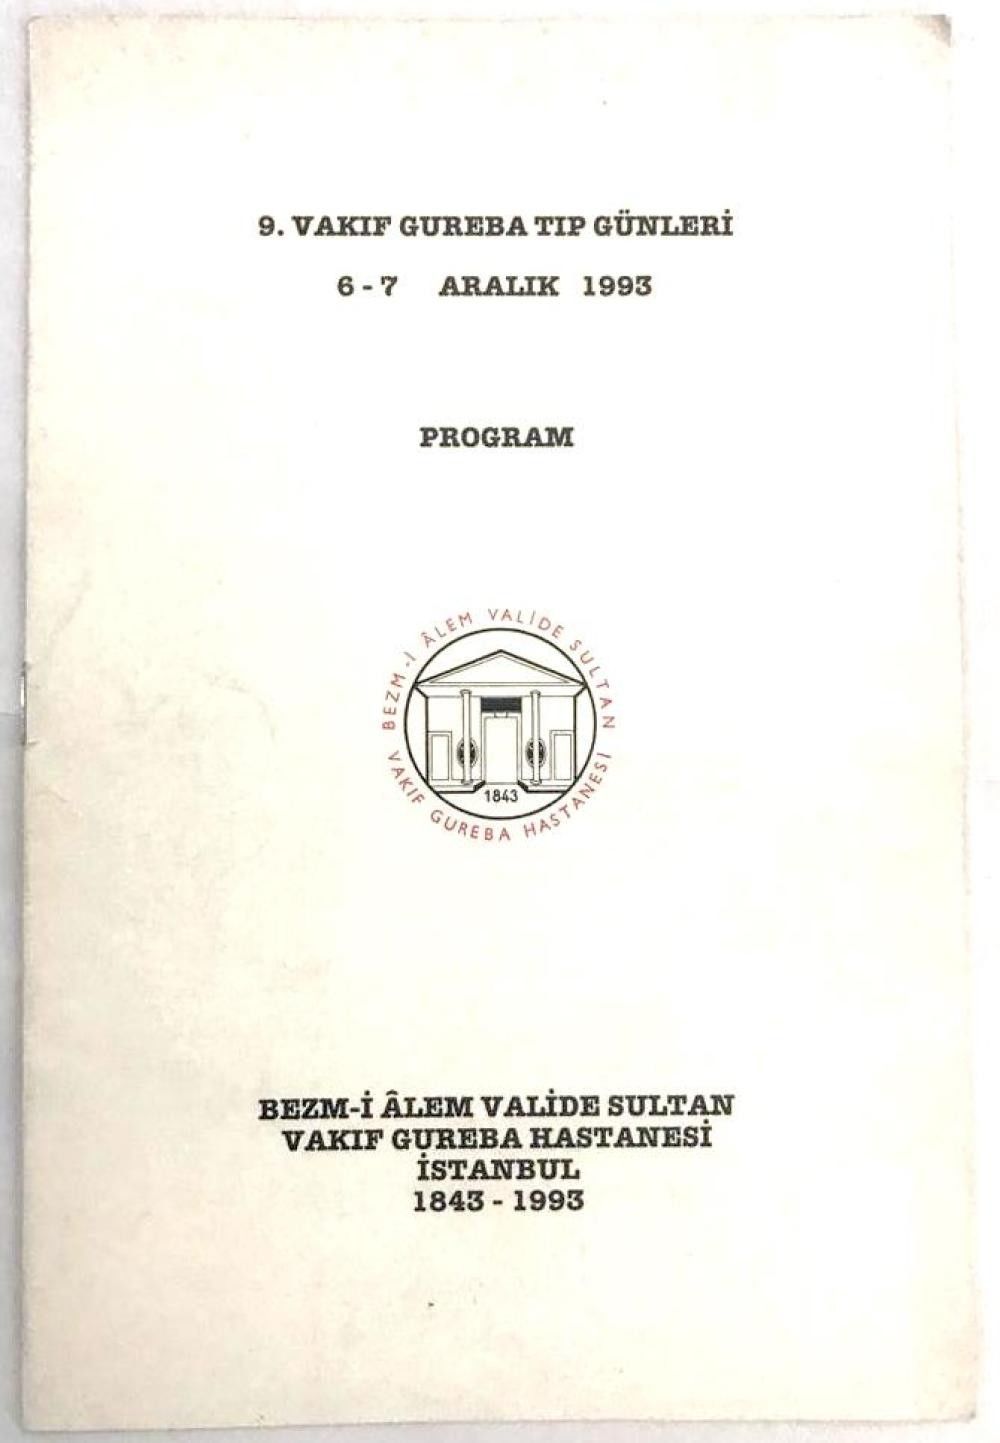 9. VAKIF GUREBA TIP GÜNLERİ
6 - 7 ARALIK 1993
PROGRAM
BEZM-İ ÂLEM VALİDE SULTAN
VAKIF GUREBA HASTANESİ
1843
BEZM-İ ÂLEM VALİDE SULTAN
VAKIF GUREBA HASTANESİ
İSTANBUL
1843 - 1993